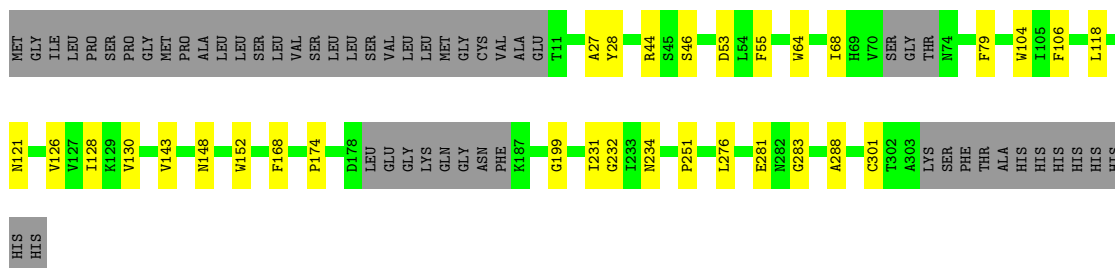 MET GLY ILE LEU PRO SER PRO GLY MET PRO ALA LEU LEU SER LEU VAL SER LEU LEU LEU SER VAL LEU LEU MET GLY CYS VAL ALA GLU T11 A27 Y28 R44 S45 S46 D53 L54 F55 W64 I68 H69 V70 SER GLY THR N74 F79 W104 I105 F106 L118
N121 V126 V127 I128 K129 V130 V143 N148 W152 F168 P174 D178 LEU GLU GLY LYS GLN GLY ASN PHE K187 G199 I231 G232 I233 N234 P251 L276 E281 N282 G283 A288 C301 T302 A303 LYS SER PHE THR ALA HIS HIS HIS HIS HIS HIS
HIS HIS